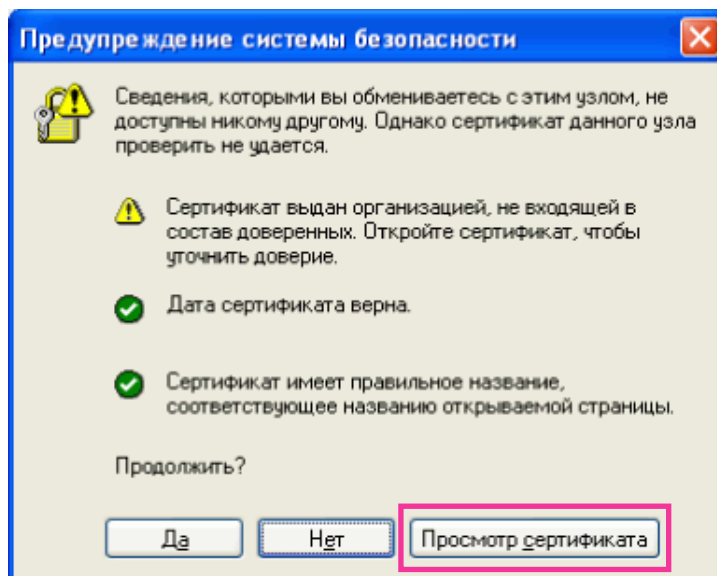 Предупреждение системы безопасности
Сведения, которыми вы обмениваетесь с этим узлом, не
доступны никому другому. Однако сертификат данного узла
проверить не удается.
Сертификат выдан организацией, не входящей в
состав доверенных. Откройте сертификат, чтобы
уточнить доверие.
Дата сертификата верна.
Сертификат имеет правильное название,
соответствующее названию открываемой страницы.
Продолжить?
Да Нет Просмотр сертификата